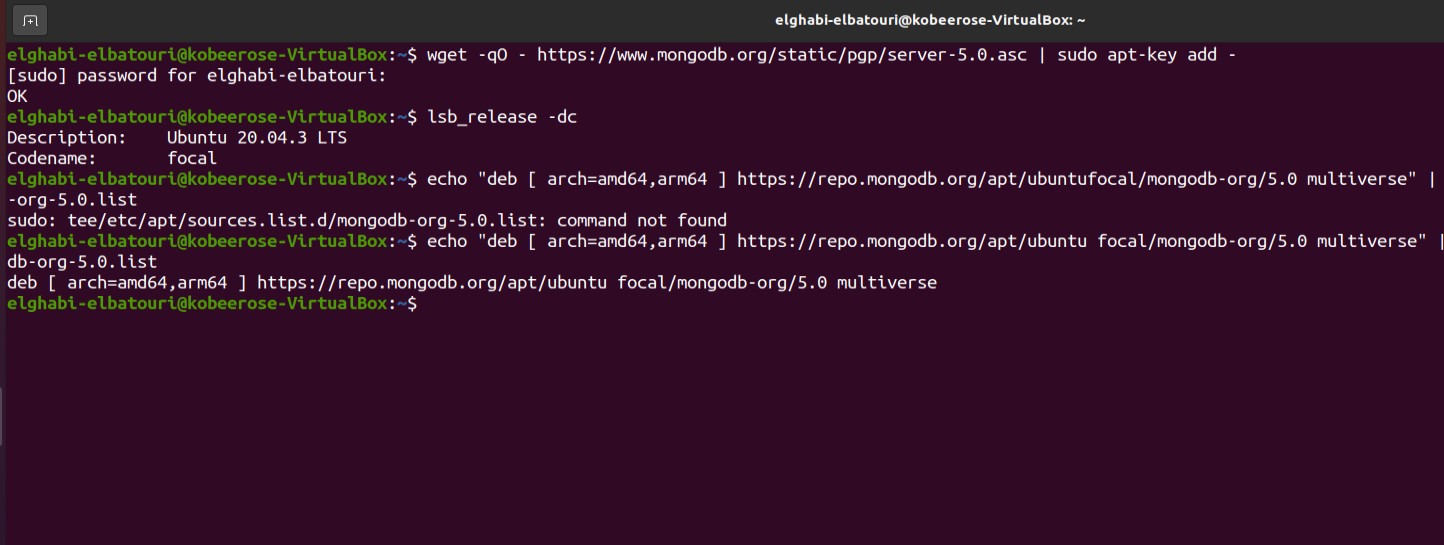 elghabi-elbatouri@kobeerose-VirtualBox: ~
elghabi-elbatouri@kobeerose-VirtualBox:~$ wget -qO - https://www.mongodb.org/static/pgp/server-5.0.asc | sudo apt-key add -
[sudo] password for elghabi-elbatouri:
OK
elghabi-elbatouri@kobeerose-VirtualBox:~$ lsb_release -dc
Description:    Ubuntu 20.04.3 LTS
Codename:       focal
elghabi-elbatouri@kobeerose-VirtualBox:~$ echo "deb [ arch=amd64,arm64 ] https://repo.mongodb.org/apt/ubuntufocal/mongodb-org/5.0 multiverse" |
-org-5.0.list
sudo: tee/etc/apt/sources.list.d/mongodb-org-5.0.list: command not found
elghabi-elbatouri@kobeerose-VirtualBox:~$ echo "deb [ arch=amd64,arm64 ] https://repo.mongodb.org/apt/ubuntu focal/mongodb-org/5.0 multiverse" |
db-org-5.0.list
deb [ arch=amd64,arm64 ] https://repo.mongodb.org/apt/ubuntu focal/mongodb-org/5.0 multiverse
elghabi-elbatouri@kobeerose-VirtualBox:~$